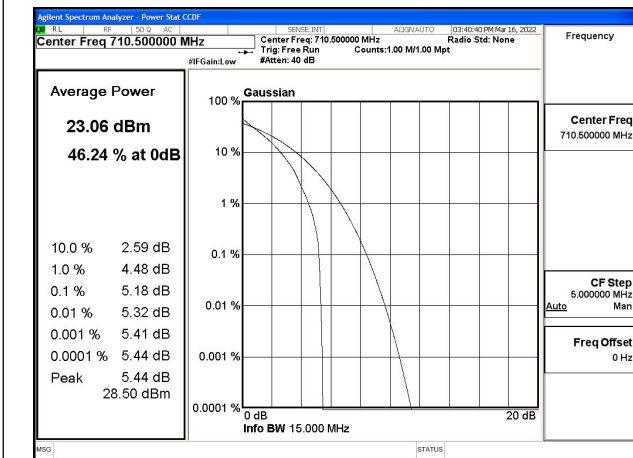 Agilent Spectrum Analyzer - Power Stat CCDF
RL RF 50 Ω AC SENSE:INT ALIGN AUTO 03:40:40 PM Mar 16, 2022
Center Freq 710.500000 MHz
Center Freq: 710.500000 MHz Radio Std: None
Trig: Free Run Counts:1.00 M/1.00 Mpt
#IFGain:Low #Atten: 40 dB
Frequency
Average Power
23.06 dBm
46.24 % at 0dB
10.0 % 2.59 dB
1.0 % 4.48 dB
0.1 % 5.18 dB
0.01 % 5.32 dB
0.001 % 5.41 dB
0.0001 % 5.44 dB
Peak 5.44 dB
28.50 dBm
Gaussian
100 %
10 %
1 %
0.1 %
0.01 %
0.001 %
0.0001 %
0 dB 20 dB
Info BW 15.000 MHz
Center Freq
710.500000 MHz
CF Step
5.000000 MHz
Auto Man
Freq Offset
0 Hz
MSG STATUS